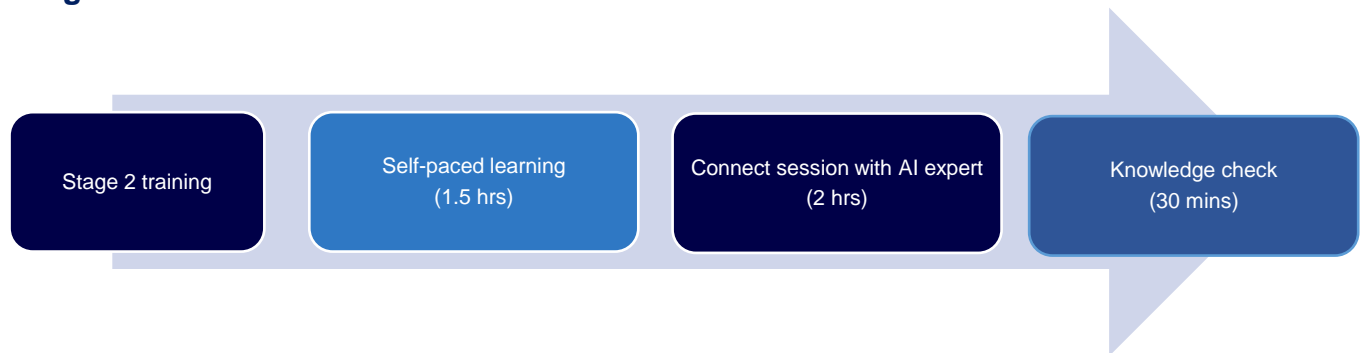 Stage 2 training
Self-paced learning
(1.5 hrs)
Connect session with AI expert
(2 hrs)
Knowledge check
(30 mins)